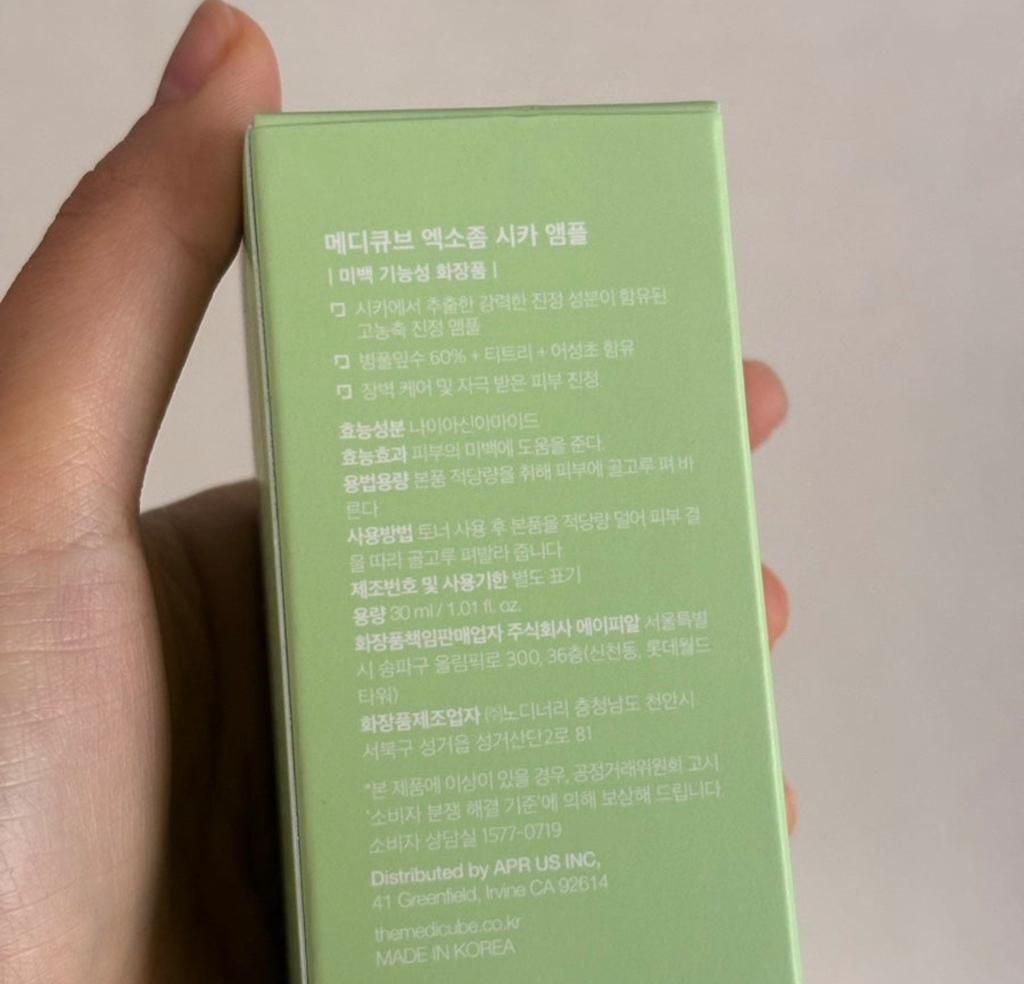 메디큐브 엑소좀 시카 앰플
| 미백 기능성 화장품 |
시카에서 추출한 강력한 진정 성분이 함유된
고농축 진정 앰플
병풀잎수 60% + 티트리 + 어성초 함유
장벽 케어 및 자극 받은 피부 진정
효능성분 나이아신아마이드
효능효과 피부의 미백에 도움을 준다.
용법용량 본품 적당량을 취해 피부에 골고루 펴 바
른다
사용방법 토너 사용 후 본품을 적당량 덜어 피부 결
을 따라 골고루 펴발라 줍니다
제조번호 및 사용기한 별도 표기
용량 30 ml / 1.01 fl. oz.
화장품책임판매업자 주식회사 에이피알 서울특별
시 송파구 올림픽로 300, 36층(신천동, 롯데월드
타워)
화장품제조업자 ㈜노디너리 충청남도 천안시
서북구 성거읍 성거산단2로 81
*본 제품에 이상이 있을 경우, 공정거래위원회 고시
'소비자 분쟁 해결 기준'에 의해 보상해 드립니다.
소비자 상담실 1577-0719
Distributed by APR US INC,
41 Greenfield, Irvine CA 92614
themedicube.co.kr
MADE IN KOREA